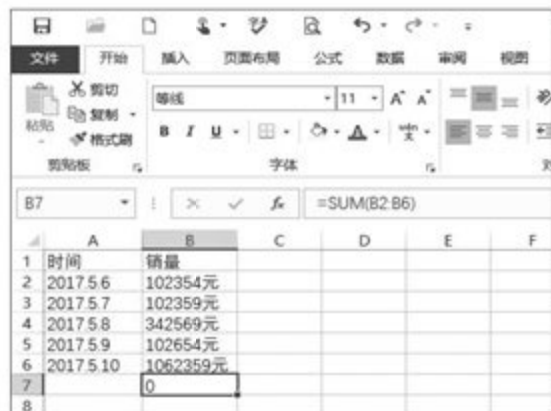 文件 开始 插入 页面布局 公式 数据 审阅 视图
剪切
等线 11 A A
复制
粘贴
格式刷
B I U A wén 文
剪贴板 字体
B7 fx =SUM(B2:B6)
A B C D E F
1 时间 销量
2 2017.5.6 102354元
3 2017.5.7 102359元
4 2017.5.8 342569元
5 2017.5.9 102654元
6 2017.5.10 1062359元
7 0
8